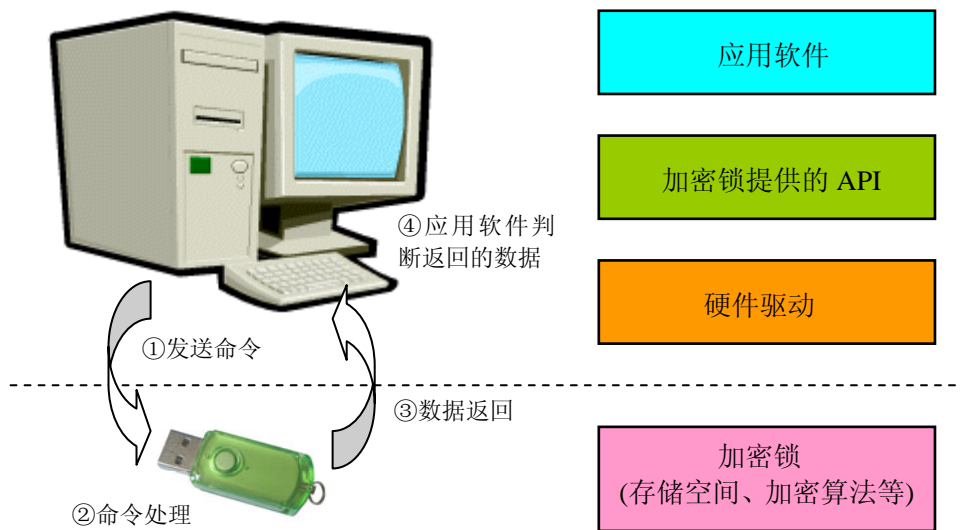 应用软件
加密锁提供的 API
④应用软件判
断返回的数据
硬件驱动
①发送命令
③数据返回
加密锁
(存储空间、加密算法等)
②命令处理